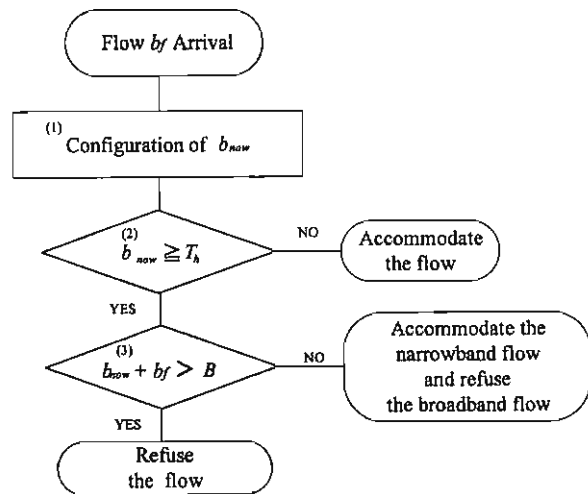 Flow bf Arrival
(1)
Configuration of bnow
(2)
bnow ≧ Th
NO
Accommodate
the flow
YES
(3)
bnow + bf > B
NO
Accommodate the
narrowband flow
and refuse
the broadband flow
YES
Refuse
the flow